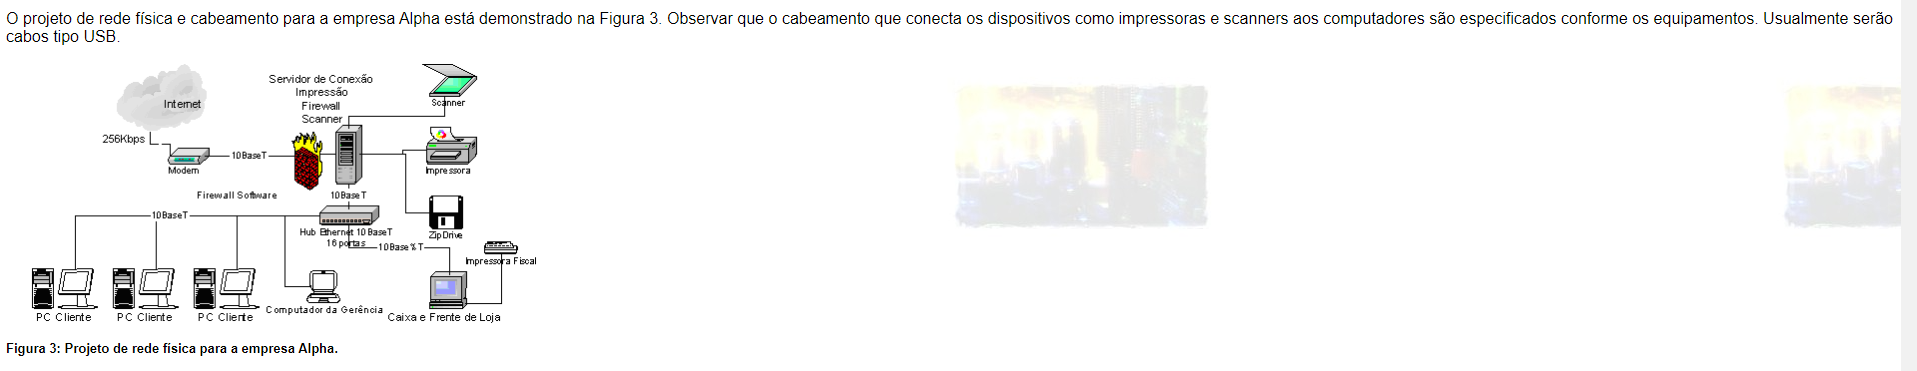 O projeto de rede física e cabeamento para a empresa Alpha está demonstrado na Figura 3. Observar que o cabeamento que conecta os dispositivos como impressoras e scanners aos computadores são especificados conforme os equipamentos. Usualmente serão
cabos tipo USB.
Servidor de Conexão
Impressão
Firewall
Scanner
Scanner
Internet
256Kbps
10BaseT
Modem
Impressora
Firewall Software
10BaseT
10BaseT
Hub Ethernet 10BaseT
16 portas
ZipDrive
10Base%T
Impressora Fiscal
PC Cliente
PC Cliente
PC Cliente
Computador da Gerência
Caixa e Frente de Loja
Figura 3: Projeto de rede física para a empresa Alpha.